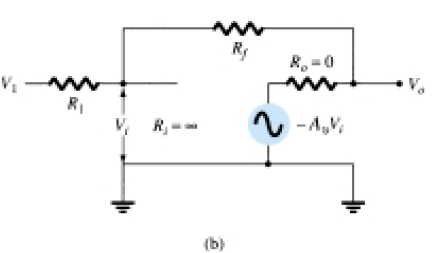 R_f
R_o = 0
V_1
R_1
V_i
R_i = ∞
− A_v V_i
V_o
(b)